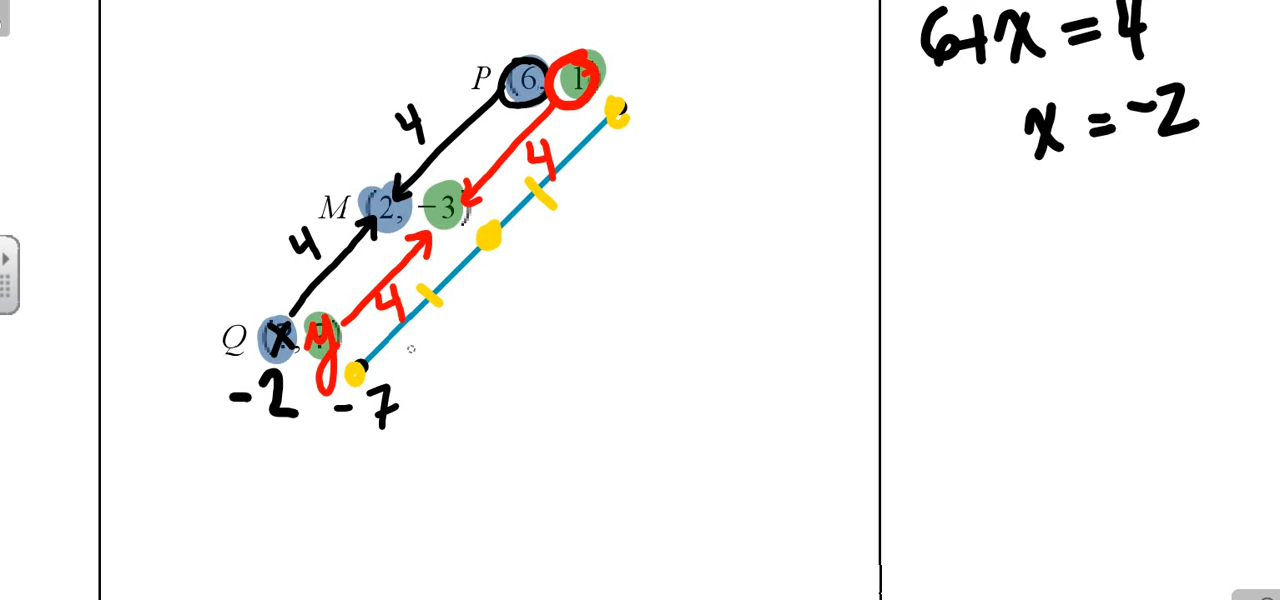 6+x = 4
x = -2
P (6, 1)
4
4
M (2, −3)
4
4
Q (x, y)
-2 -7